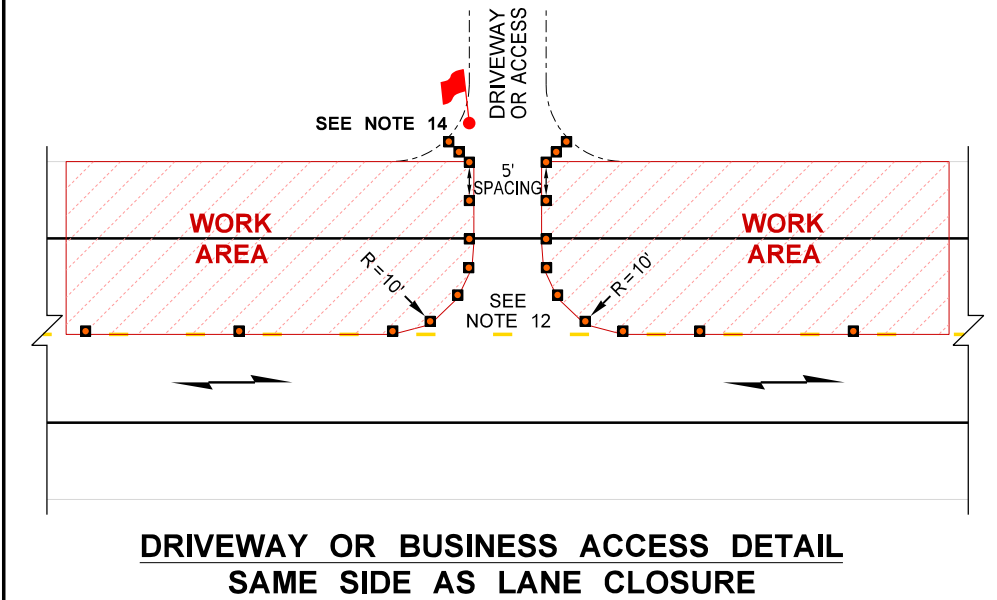 DRIVEWAY
OR ACCESS
SEE NOTE 14
5'
SPACING
WORK
AREA
WORK
AREA
R=10'
R=10'
SEE
NOTE 12
DRIVEWAY OR BUSINESS ACCESS DETAIL
SAME SIDE AS LANE CLOSURE